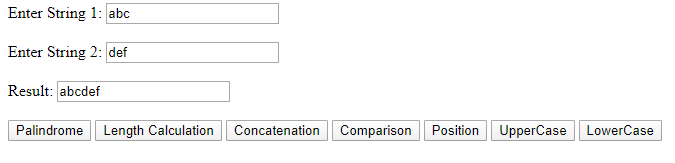 Enter String 1: abc
Enter String 2: def
Result: abcdef
Palindrome Length Calculation Concatenation Comparison Position UpperCase LowerCase